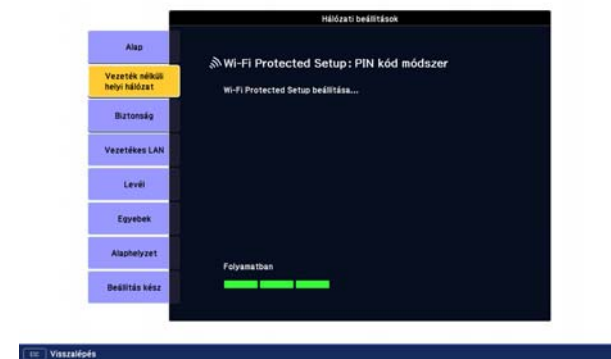 Hálózati beállítások
Alap
Vezeték nélküli
helyi hálózat
Biztonság
Vezetékes LAN
Levél
Egyebek
Alaphelyzet
Beállítás kész
Wi-Fi Protected Setup: PIN kód módszer
Wi-Fi Protected Setup beállítása...
Folyamatban
Esc Visszalépés